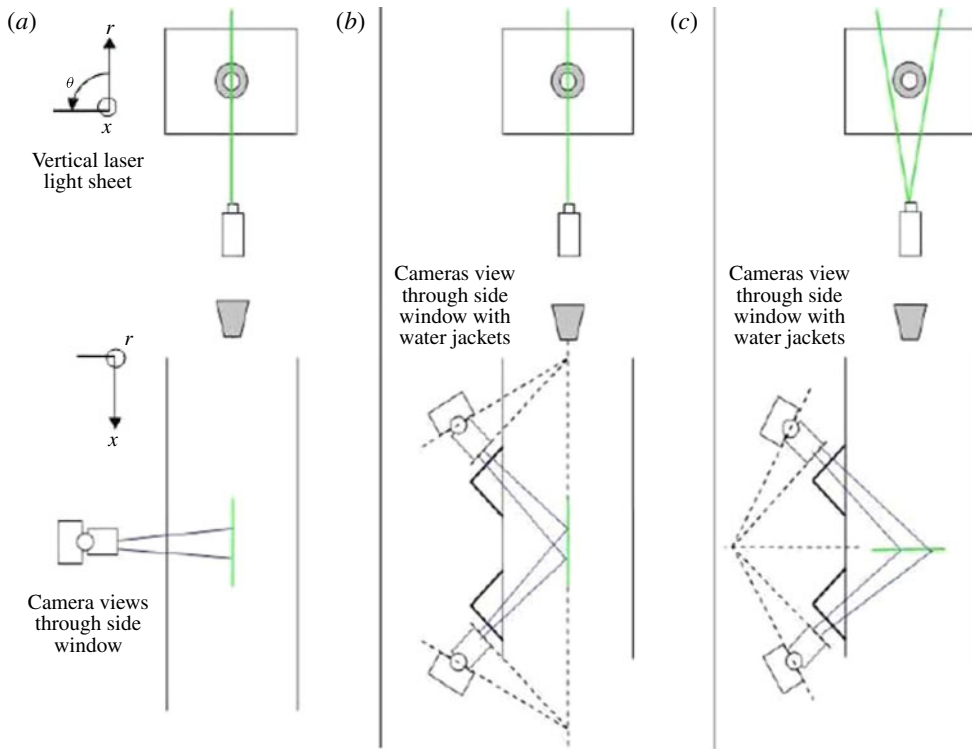 (a)
r
θ
x
Vertical laser
light sheet
r
x
Camera views
through side
window
(b)
Cameras view
through side
window with
water jackets
(c)
Cameras view
through side
window with
water jackets